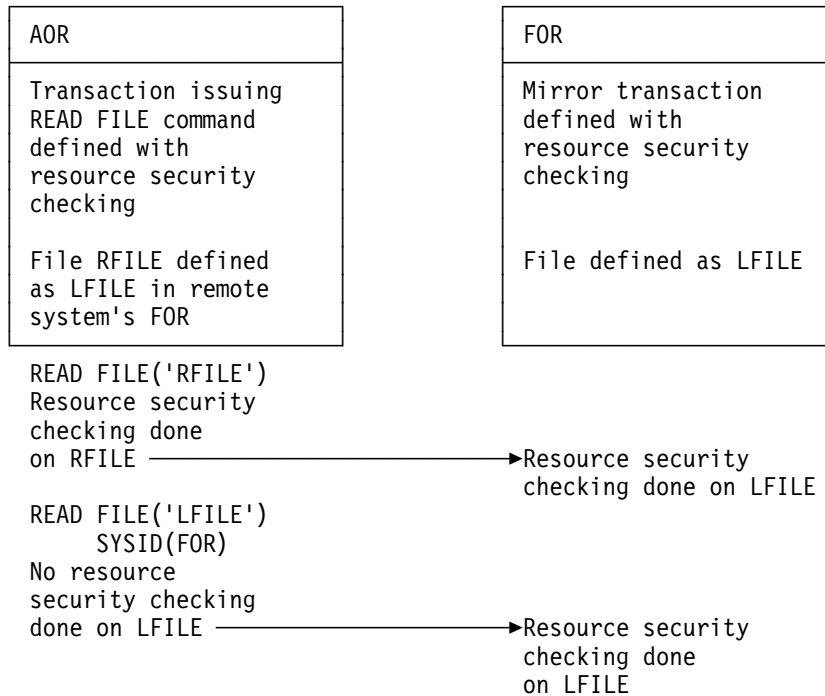 AOR
Transaction issuing
READ FILE command
defined with
resource security
checking
File RFILE defined
as LFILE in remote
system's FOR
FOR
Mirror transaction
defined with
resource security
checking
File defined as LFILE
READ FILE('RFILE')
Resource security
checking done
on RFILE
Resource security
checking done on LFILE
READ FILE('LFILE')
SYSID(FOR)
No resource
security checking
done on LFILE
Resource security
checking done
on LFILE